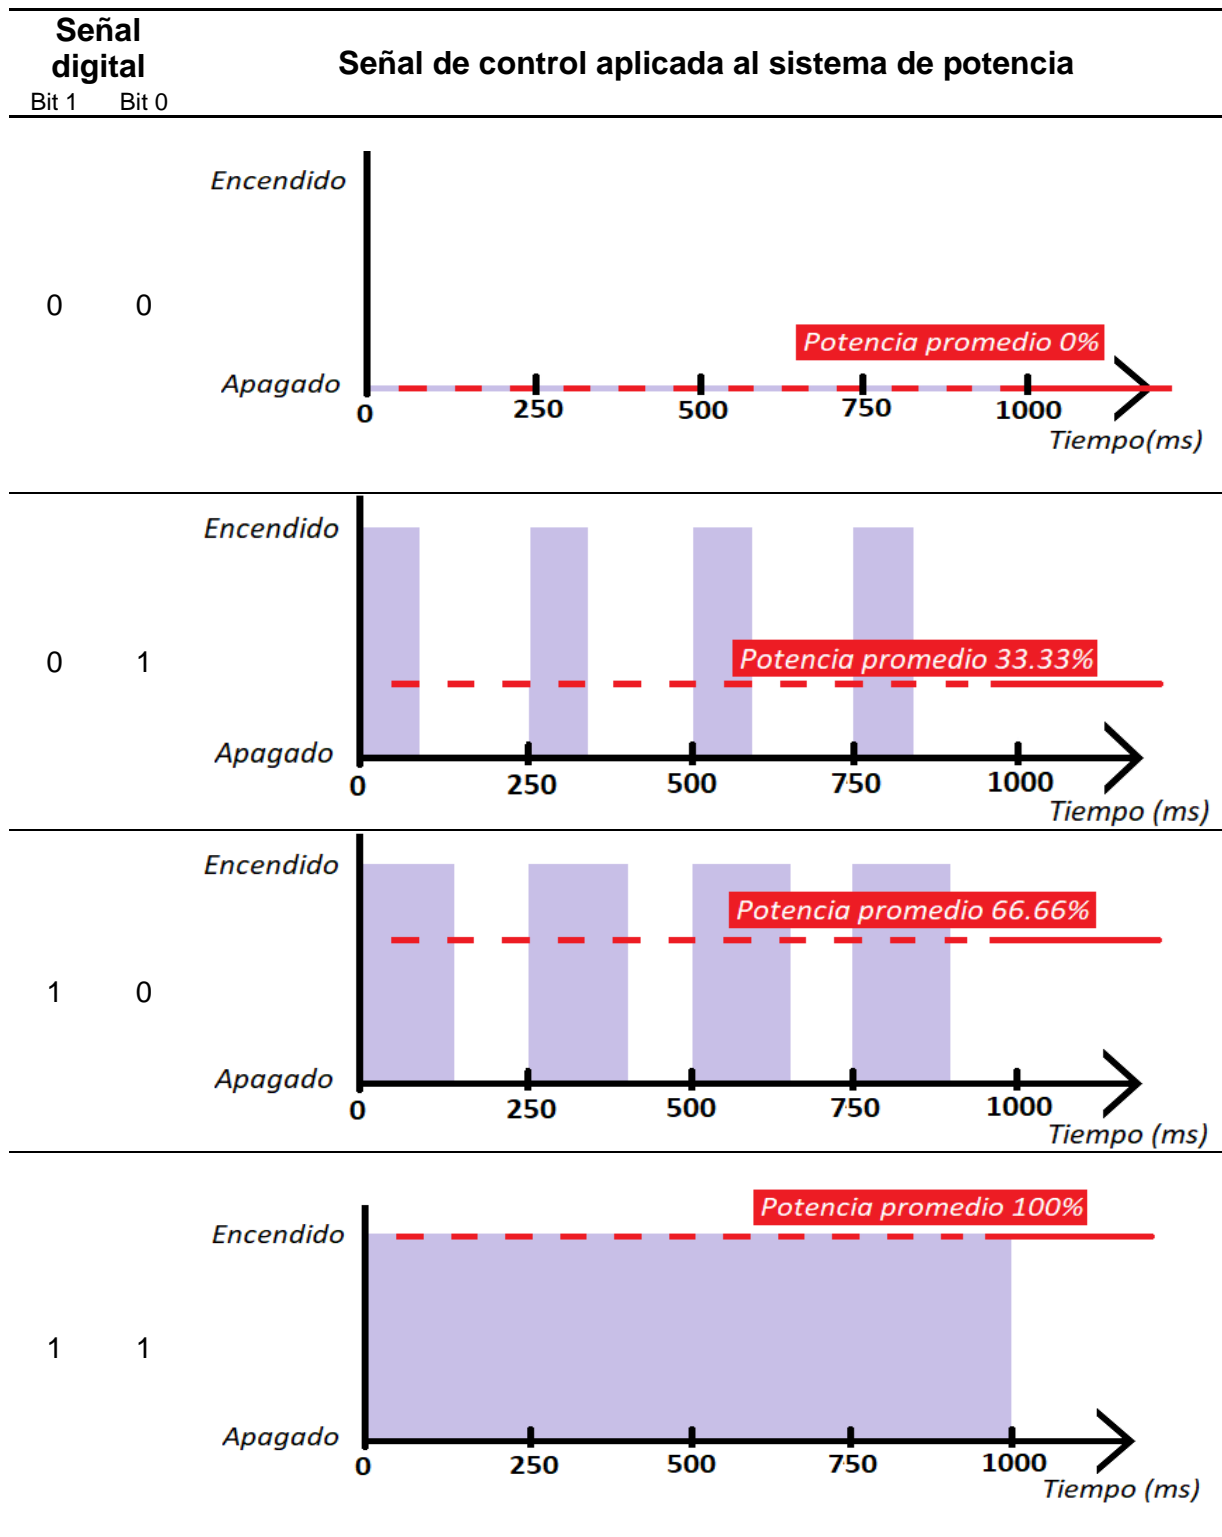 Señal
digital
Señal de control aplicada al sistema de potencia
Bit 1 Bit 0
Encendido
0 0
Potencia promedio 0%
Apagado
0 250 500 750 1000
Tiempo(ms)
Encendido
0 1
Potencia promedio 33.33%
Apagado
0 250 500 750 1000
Tiempo (ms)
Encendido
Potencia promedio 66.66%
1 0
Apagado
0 250 500 750 1000
Tiempo (ms)
Potencia promedio 100%
Encendido
1 1
Apagado
0 250 500 750 1000
Tiempo (ms)